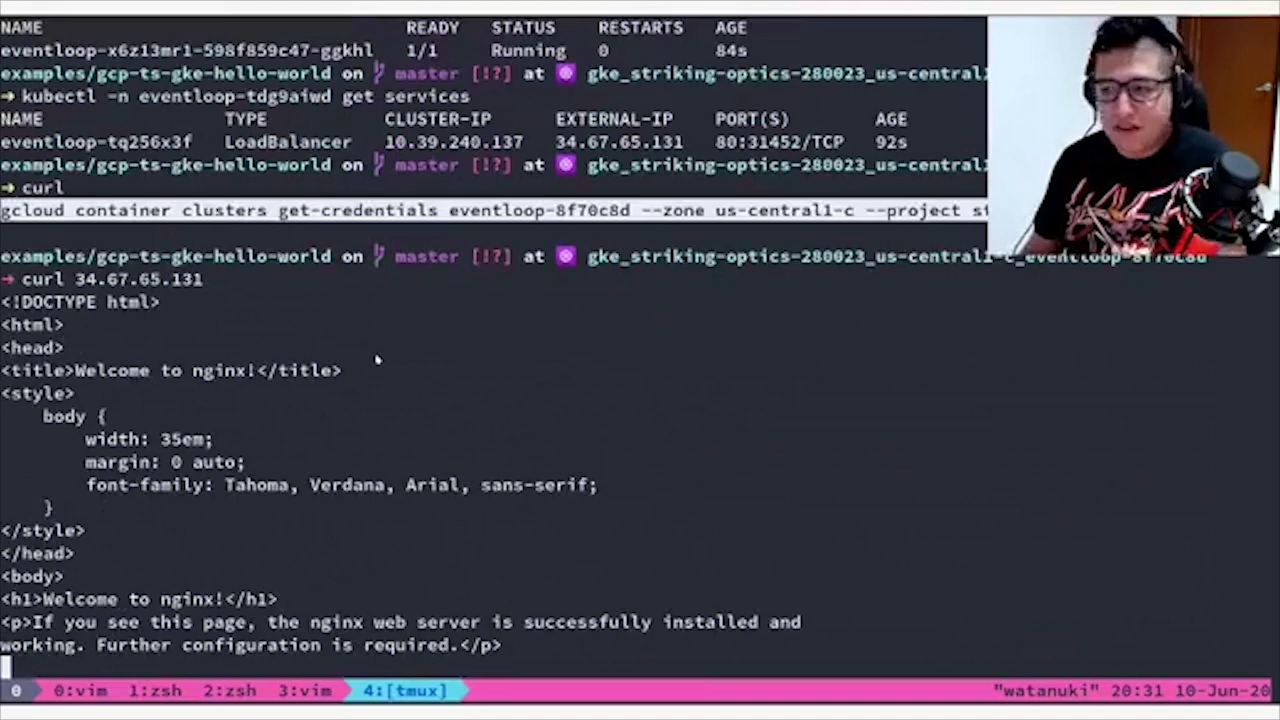 NAME READY STATUS RESTARTS AGE
eventloop-x6z13mr1-598f859c47-ggkhl 1/1 Running 0 84s
examples/gcp-ts-gke-hello-world on master [!?] at gke_striking-optics-280023_us-central1
→ kubectl -n eventloop-tdg9aiwd get services
NAME TYPE CLUSTER-IP EXTERNAL-IP PORT(S) AGE
eventloop-tq256x3f LoadBalancer 10.39.240.137 34.67.65.131 80:31452/TCP 92s
examples/gcp-ts-gke-hello-world on master [!?] at gke_striking-optics-280023_us-central1
→ curl
gcloud container clusters get-credentials eventloop-8f70c8d --zone us-central1-c --project st
examples/gcp-ts-gke-hello-world on master [!?] at gke_striking-optics-280023_us-central1-c_eventloop-8f70c8d
→ curl 34.67.65.131
<!DOCTYPE html>
<html>
<head>
<title>Welcome to nginx!</title>
<style>
body {
width: 35em;
margin: 0 auto;
font-family: Tahoma, Verdana, Arial, sans-serif;
}
</style>
</head>
<body>
<h1>Welcome to nginx!</h1>
<p>If you see this page, the nginx web server is successfully installed and
working. Further configuration is required.</p>
0 0:vim 1:zsh 2:zsh 3:vim 4:[tmux] "watanuki" 20:31 10-Jun-20